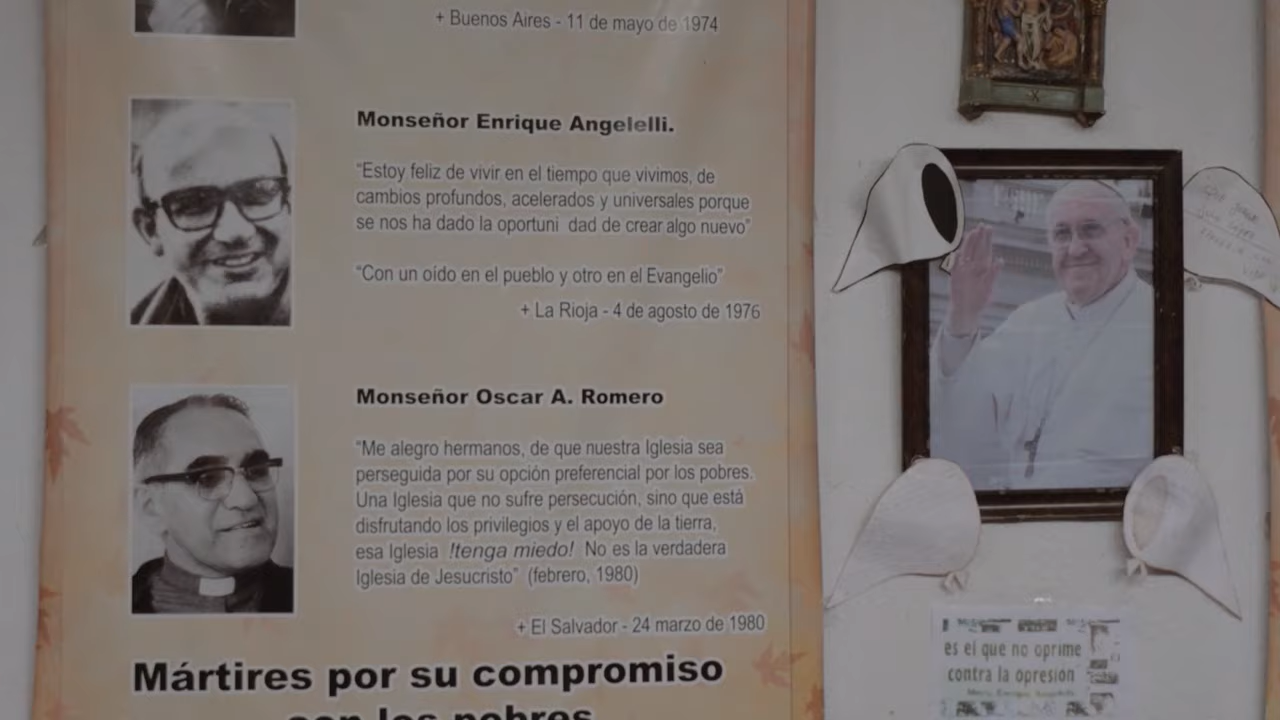 + Buenos Aires - 11 de mayo de 1974
Monseñor Enrique Angelelli.
“Estoy feliz de vivir en el tiempo que vivimos, de
cambios profundos, acelerados y universales porque
se nos ha dado la oportuni dad de crear algo nuevo”
“Con un oído en el pueblo y otro en el Evangelio”
+ La Rioja - 4 de agosto de 1976
Monseñor Oscar A. Romero
“Me alegro hermanos, de que nuestra Iglesia sea
perseguida por su opción preferencial por los pobres.
Una Iglesia que no sufre persecución, sino que está
disfrutando los privilegios y el apoyo de la tierra,
esa Iglesia !tenga miedo! No es la verdadera
Iglesia de Jesucristo” (febrero, 1980)
+ El Salvador - 24 marzo de 1980
Mártires por su compromiso
con los pobres
es el que no oprime
contra la opresión